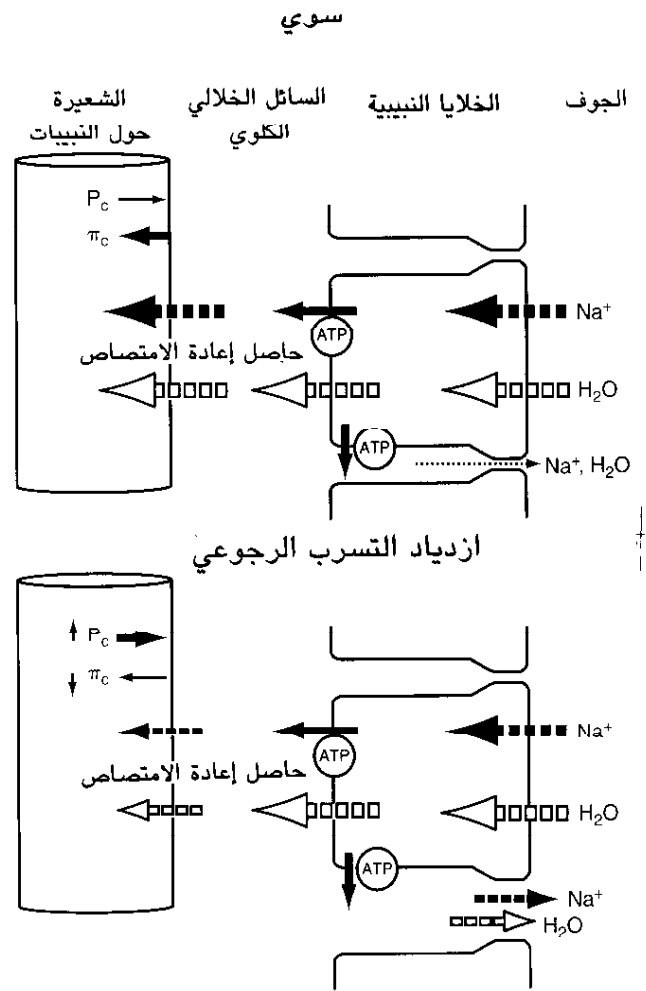 سوي
الجوف
الخلايا النبيبية
السائل الخلالي
الكلوي
الشعيرة
حول النبيبات
Pc
πc
Na+
ATP
حاصل إعادة الامتصاص
H2O
ATP
Na+, H2O
ازدياد التسرب الرجوعي
Pc
πc
Na+
ATP
حاصل إعادة الامتصاص
H2O
ATP
Na+
H2O